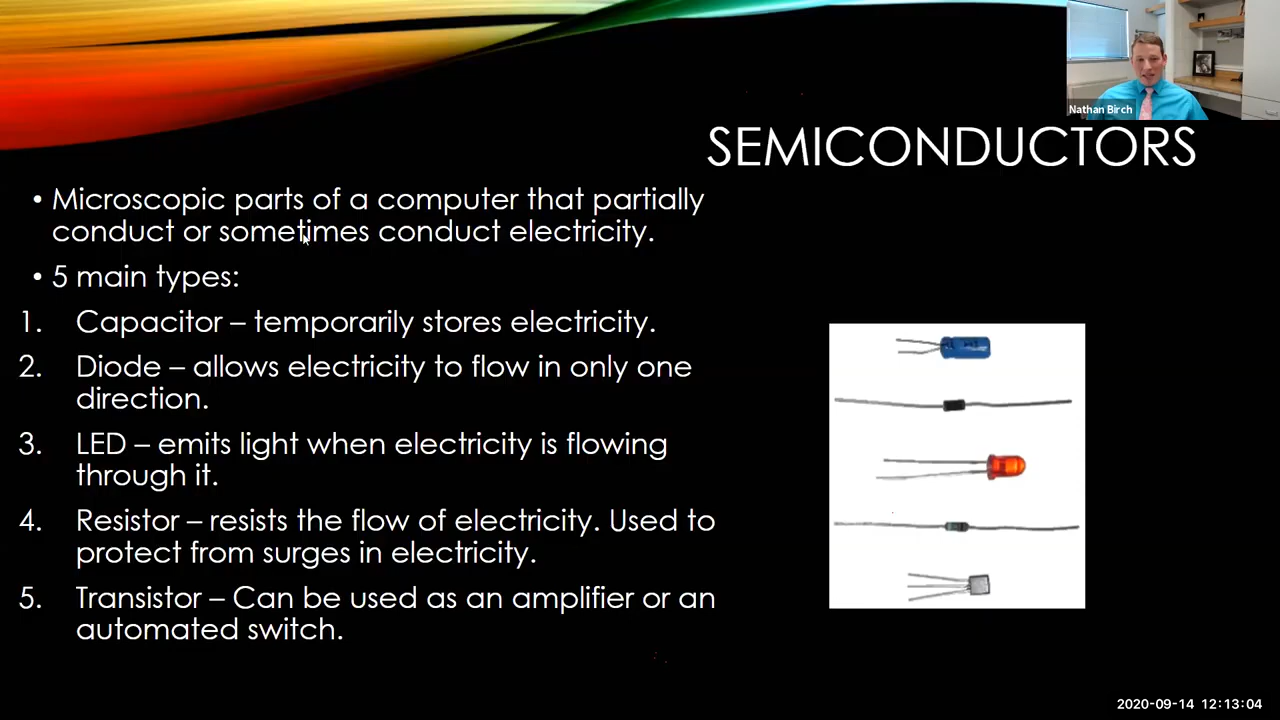 Nathan Birch
SEMICONDUCTORS
• Microscopic parts of a computer that partially
conduct or sometimes conduct electricity.
• 5 main types:
1. Capacitor – temporarily stores electricity.
2. Diode – allows electricity to flow in only one
direction.
3. LED – emits light when electricity is flowing
through it.
4. Resistor – resists the flow of electricity. Used to
protect from surges in electricity.
5. Transistor – Can be used as an amplifier or an
automated switch.
2020-09-14 12:13:04